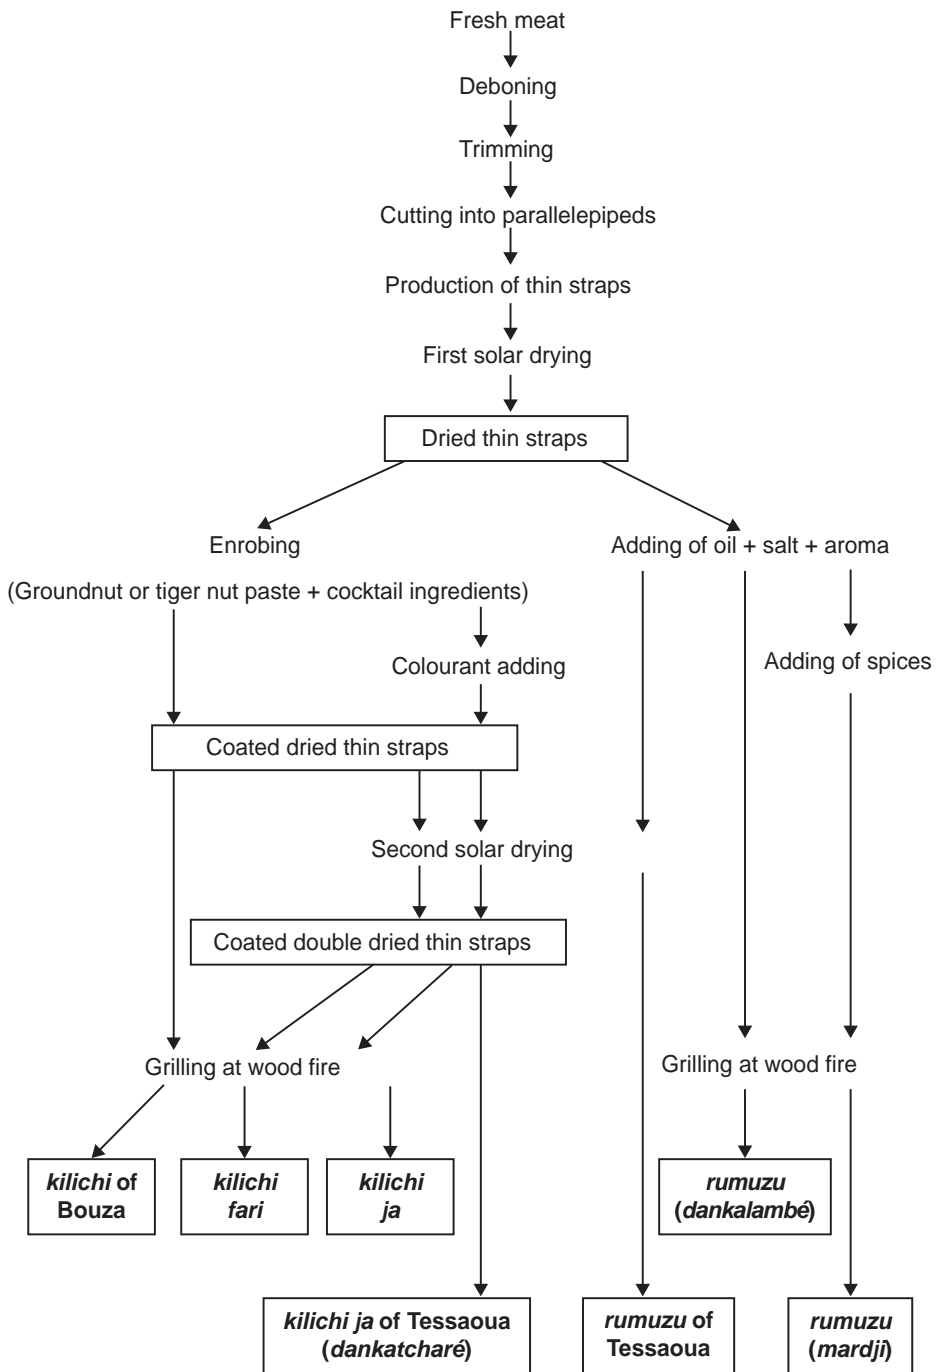 Fresh meat
Deboning
Trimming
Cutting into parallelepipeds
Production of thin straps
First solar drying
Dried thin straps
Enrobing
Adding of oil + salt + aroma
(Groundnut or tiger nut paste + cocktail ingredients)
Colourant adding
Adding of spices
Coated dried thin straps
Second solar drying
Coated double dried thin straps
Grilling at wood fire
Grilling at wood fire
kilichi of
Bouza
kilichi
fari
kilichi
ja
rumuzu
(dankalambé)
kilichi ja of Tessaoua
(dankatcharé)
rumuzu of
Tessaoua
rumuzu
(mardji)